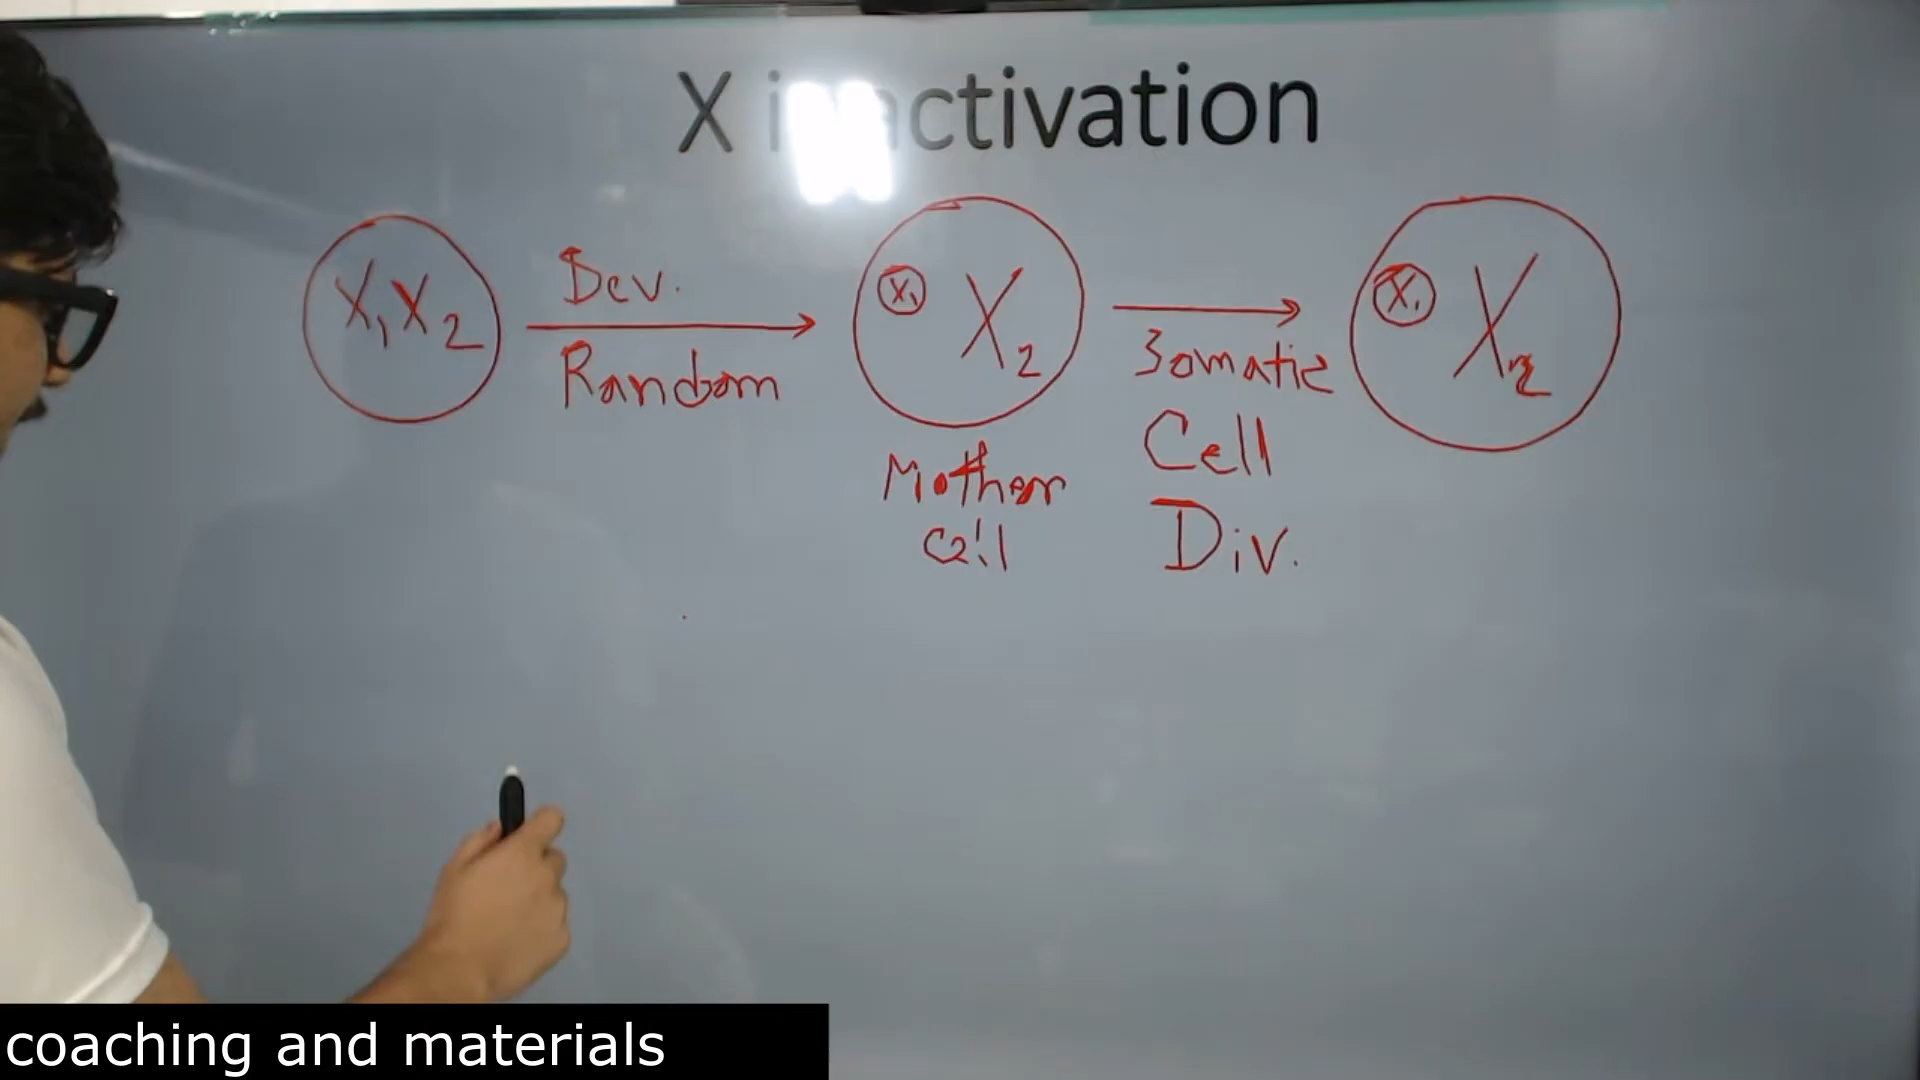 X inactivation
X₁X₂
Dev.
Random
X₁ X₂
Mother
Cell
Somatic
Cell
Div.
X₁ X₂
coaching and materials